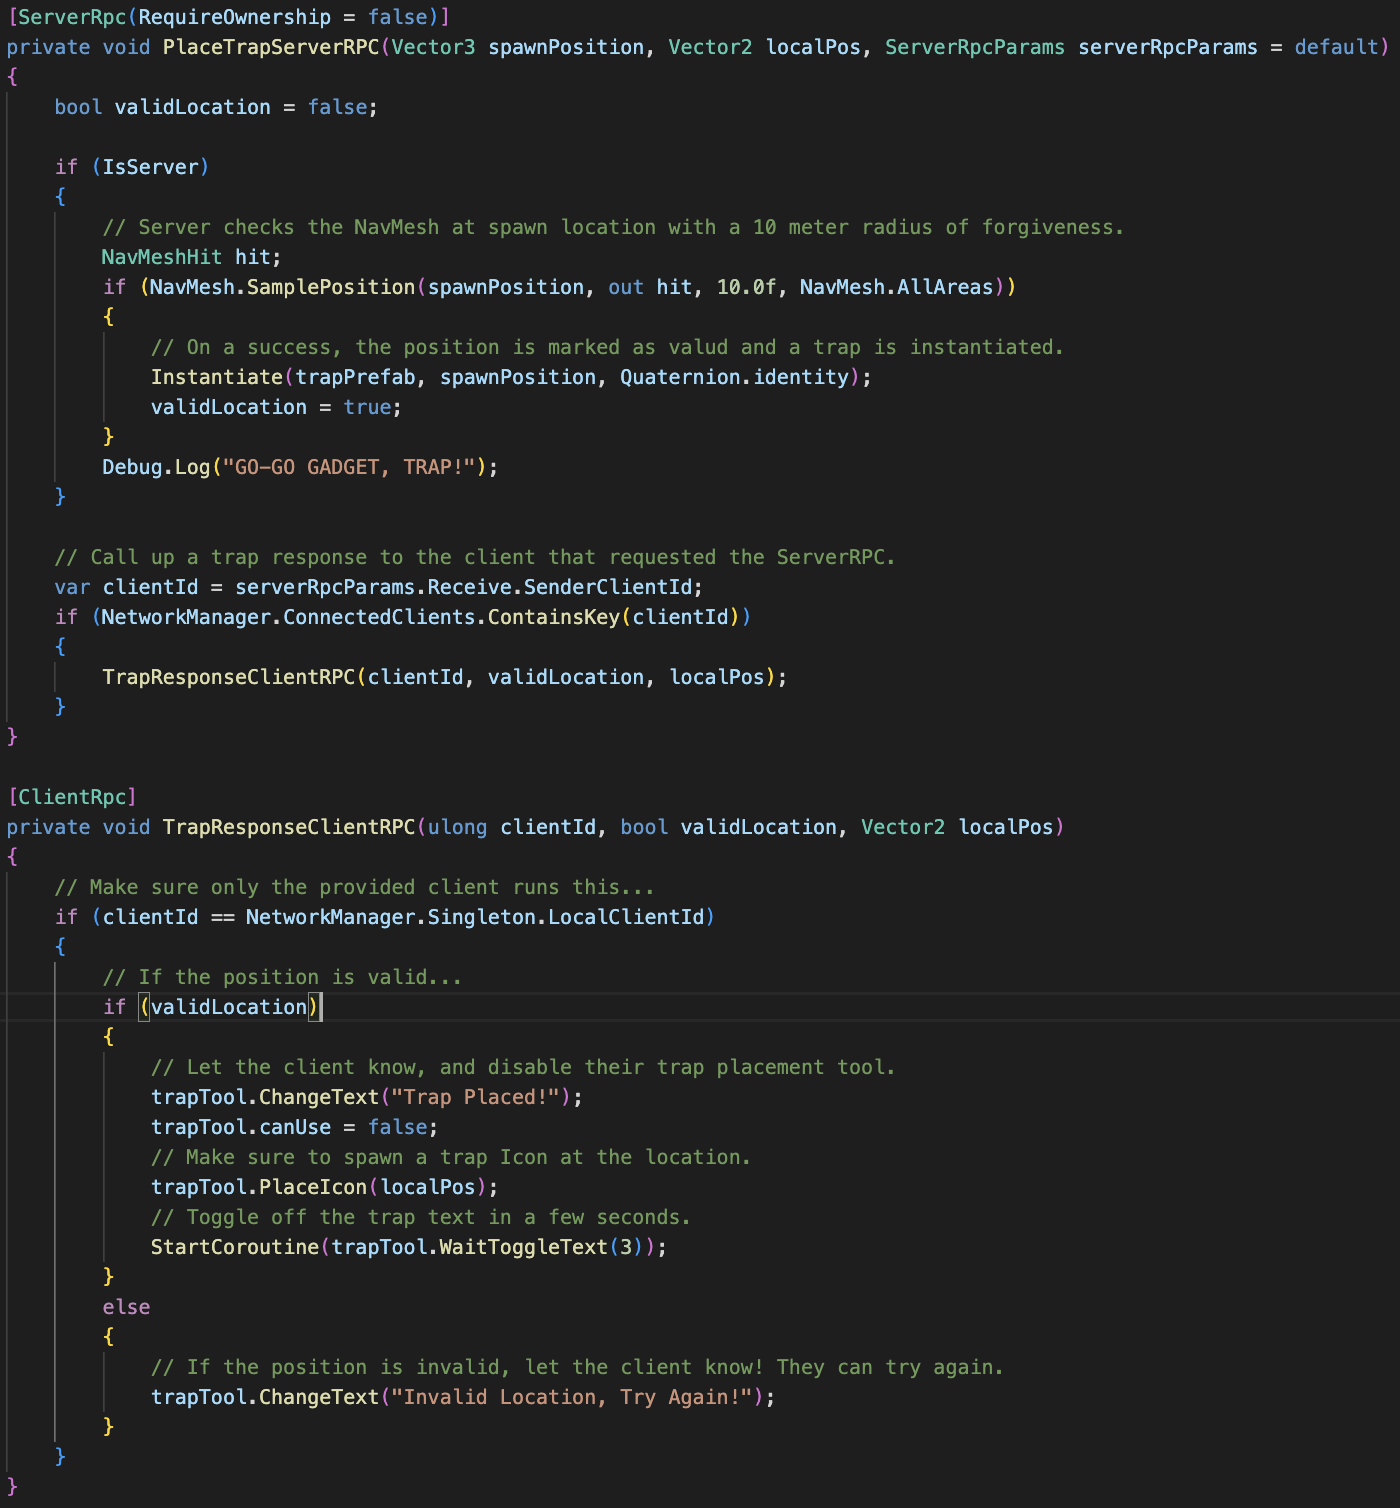 [ServerRpc(RequireOwnership = false)]
private void PlaceTrapServerRPC(Vector3 spawnPosition, Vector2 localPos, ServerRpcParams serverRpcParams = default)
{
    bool validLocation = false;

    if (IsServer)
    {
        // Server checks the NavMesh at spawn location with a 10 meter radius of forgiveness.
        NavMeshHit hit;
        if (NavMesh.SamplePosition(spawnPosition, out hit, 10.0f, NavMesh.AllAreas))
        {
            // On a success, the position is marked as valud and a trap is instantiated.
            Instantiate(trapPrefab, spawnPosition, Quaternion.identity);
            validLocation = true;
        }
        Debug.Log("GO-GO GADGET, TRAP!");
    }

    // Call up a trap response to the client that requested the ServerRPC.
    var clientId = serverRpcParams.Receive.SenderClientId;
    if (NetworkManager.ConnectedClients.ContainsKey(clientId))
    {
        TrapResponseClientRPC(clientId, validLocation, localPos);
    }
}

[ClientRpc]
private void TrapResponseClientRPC(ulong clientId, bool validLocation, Vector2 localPos)
{
    // Make sure only the provided client runs this...
    if (clientId == NetworkManager.Singleton.LocalClientId)
    {
        // If the position is valid...
        if (validLocation)
        {
            // Let the client know, and disable their trap placement tool.
            trapTool.ChangeText("Trap Placed!");
            trapTool.canUse = false;
            // Make sure to spawn a trap Icon at the location.
            trapTool.PlaceIcon(localPos);
            // Toggle off the trap text in a few seconds.
            StartCoroutine(trapTool.WaitToggleText(3));
        }
        else
        {
            // If the position is invalid, let the client know! They can try again.
            trapTool.ChangeText("Invalid Location, Try Again!");
        }
    }
}